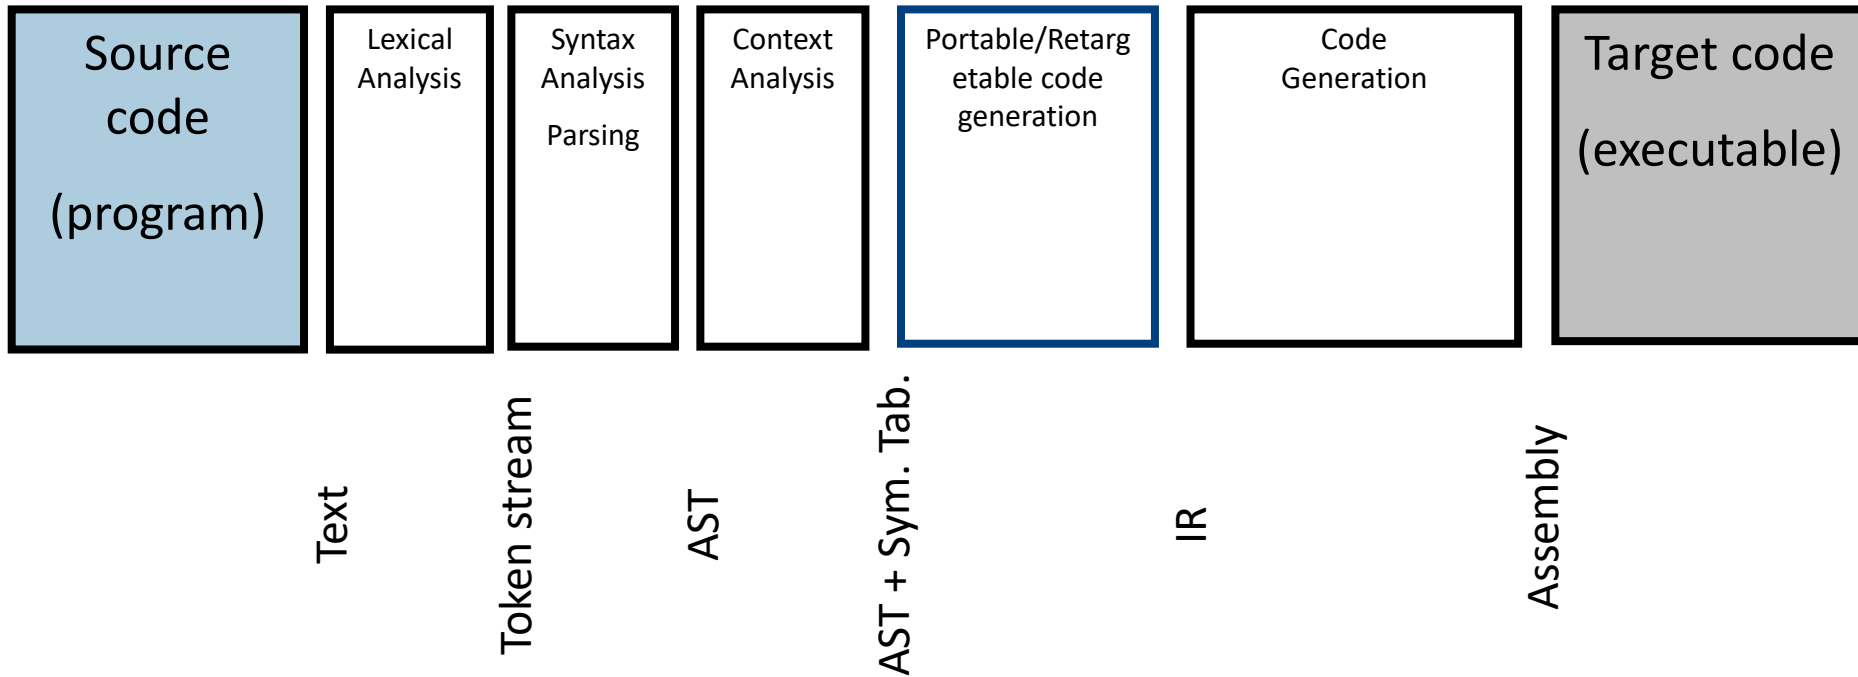 Source
code
(program)
Lexical
Analysis
Syntax
Analysis
Parsing
Context
Analysis
Portable/Retarg
etable code
generation
Code
Generation
Target code
(executable)
Text
Token stream
AST
AST + Sym. Tab.
IR
Assembly